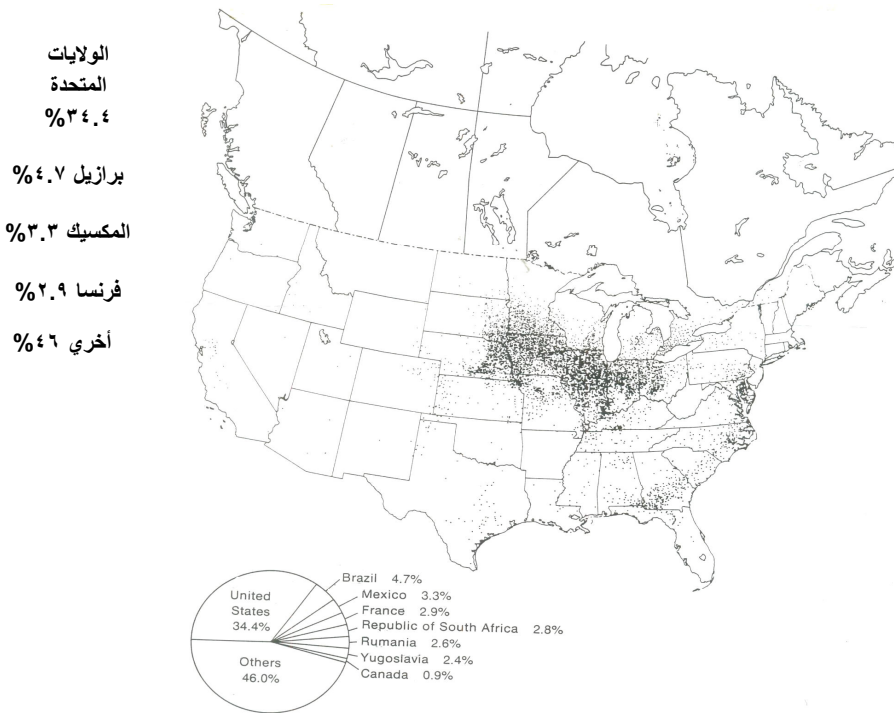 الولايات
المتحدة
٣٤.٤%
برازيل ٤.٧%
المكسيك ٣.٣%
فرنسا ٢.٩%
أخري ٤٦%
United
States
34.4%
Brazil 4.7%
Mexico 3.3%
France 2.9%
Republic of South Africa 2.8%
Rumania 2.6%
Yugoslavia 2.4%
Canada 0.9%
Others
46.0%